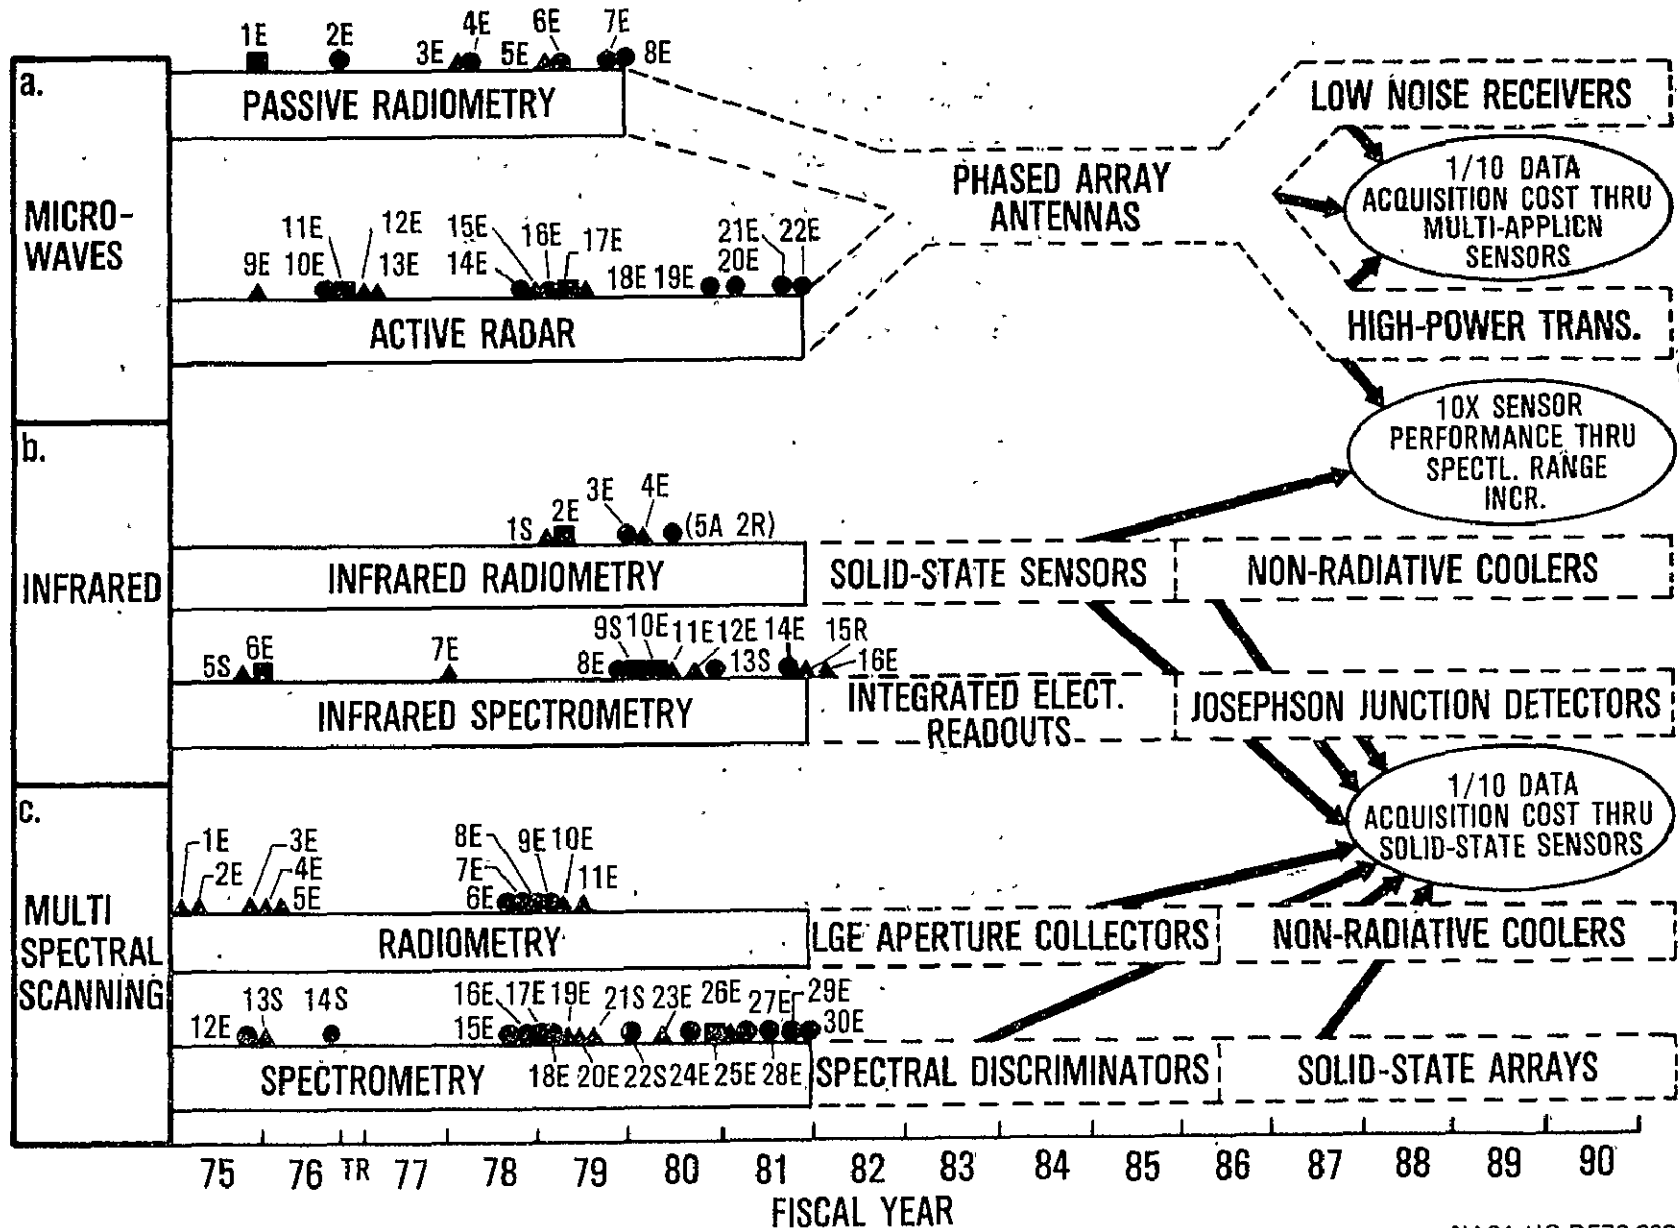 1E 2E 3E 4E 5E 6E 7E 8E
a.
PASSIVE RADIOMETRY
LOW NOISE RECEIVERS
MICRO-
WAVES
PHASED ARRAY
ANTENNAS
1/10 DATA
ACQUISITION COST THRU
MULTI-APPLICN
SENSORS
9E 10E 11E 12E 13E 14E 15E 16E 17E 18E 19E 20E 21E 22E
ACTIVE RADAR
HIGH-POWER TRANS.
10X SENSOR
PERFORMANCE THRU
SPECTL. RANGE
INCR.
b.
INFRARED
1S 2E 3E 4E (5A 2R)
INFRARED RADIOMETRY
SOLID-STATE SENSORS
NON-RADIATIVE COOLERS
5S 6E 7E 8E 9S 10E 11E 12E 13S 14E 15R 16E
INFRARED SPECTROMETRY
INTEGRATED ELECT.
READOUTS
JOSEPHSON JUNCTION DETECTORS
1/10 DATA
ACQUISITION COST THRU
SOLID-STATE SENSORS
c.
MULTI
SPECTRAL
SCANNING
1E 2E 3E 4E 5E 6E 7E 8E 9E 10E 11E
RADIOMETRY
LGE APERTURE COLLECTORS
NON-RADIATIVE COOLERS
12E 13S 14S 15E 16E 17E 19E 21S 23E 26E 27E 29E 30E
SPECTROMETRY
18E 20E 22S 24E 25E 28E
SPECTRAL DISCRIMINATORS
SOLID-STATE ARRAYS
75 76 TR 77 78 79 80 81 82 83 84 85 86 87 88 89 90
FISCAL YEAR